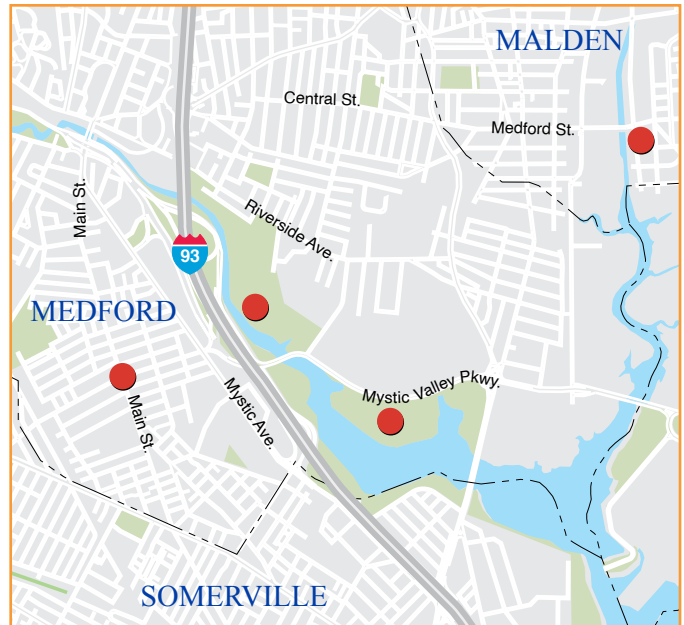 MALDEN
Central St.
Medford St.
Main St.
Riverside Ave.
93
MEDFORD
Mystic Valley Pkwy.
Mystic Ave.
Main St.
SOMERVILLE